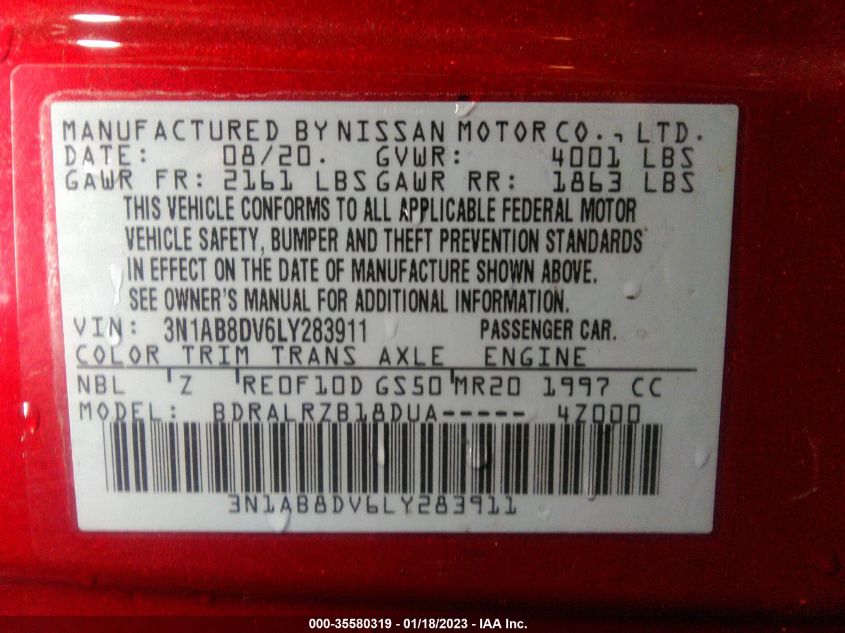 MANUFACTURED BY NISSAN MOTOR CO., LTD.
DATE: 08/20. GVWR: 4001 LBS
GAWR FR: 2161 LBS GAWR RR: 1863 LBS
THIS VEHICLE CONFORMS TO ALL APPLICABLE FEDERAL MOTOR
VEHICLE SAFETY, BUMPER AND THEFT PREVENTION STANDARDS
IN EFFECT ON THE DATE OF MANUFACTURE SHOWN ABOVE.
SEE OWNER'S MANUAL FOR ADDITIONAL INFORMATION.
VIN: 3N1AB8DV6LY283911 PASSENGER CAR.
COLOR TRIM TRANS AXLE ENGINE
NBL Z RE0F10D GS50 MR20 1997 CC
MODEL: BDRALRZB18DUA----- 4Z000
3N1AB8DV6LY283911
000-35580319 - 01/18/2023 - IAA Inc.